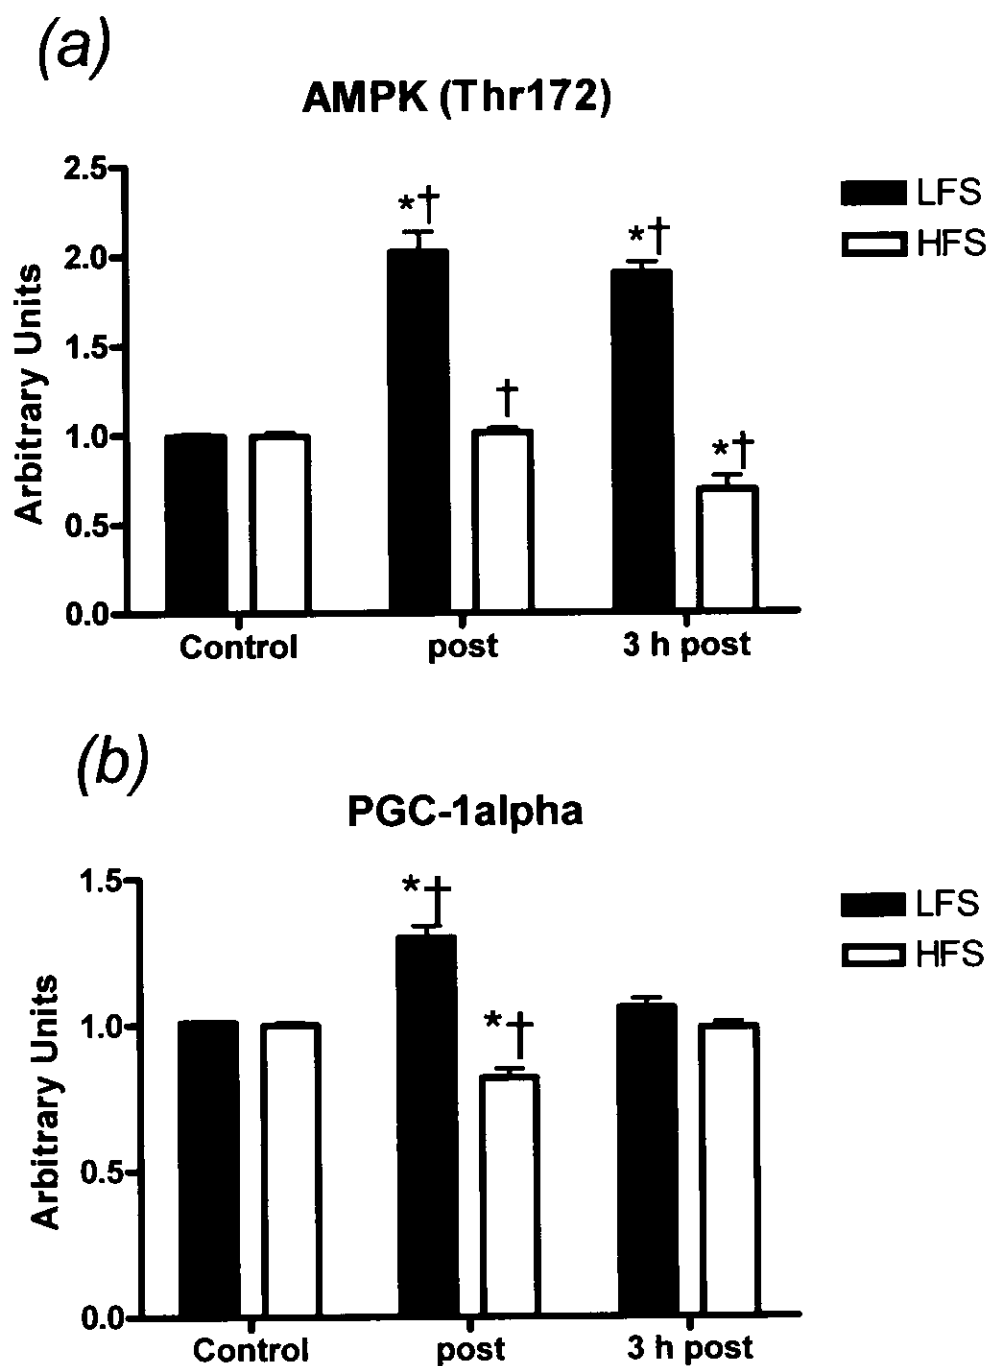 (a)
AMPK (Thr172)
2.5
2.0
1.5
1.0
0.5
0.0
Arbitrary Units
*†
†
*†
*†
LFS
HFS
Control post 3 h post
(b)
PGC-1alpha
1.5
1.0
0.5
0.0
Arbitrary Units
*†
*†
LFS
HFS
Control post 3 h post